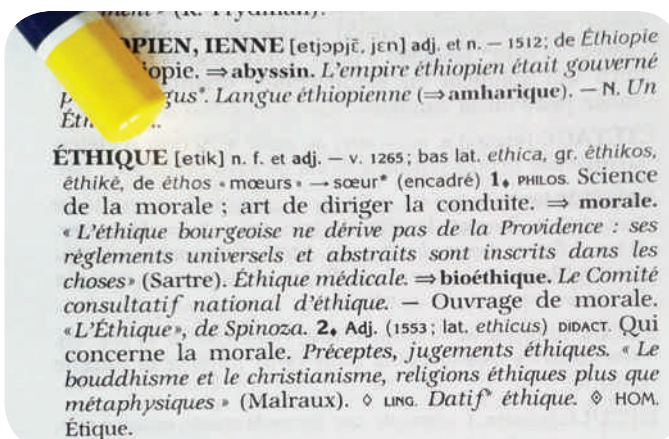 ment » (R. Frydman).
PIEN, IENNE [etjɔpjɛ̃, jɛn] adj. et n. — 1512; de Éthiopie
iopie. ⇒ abyssin. L'empire éthiopien était gouverné
gus*. Langue éthiopienne (⇒ amharique). — N. Un
Éth
ÉTHIQUE [etik] n. f. et adj. — v. 1265; bas lat. ethica, gr. êthikos,
êthikê, de êthos « mœurs » → sœur* (encadré) 1♦ PHILOS. Science
de la morale ; art de diriger la conduite. ⇒ morale.
« L'éthique bourgeoise ne dérive pas de la Providence : ses
règlements universels et abstraits sont inscrits dans les
choses» (Sartre). Éthique médicale. ⇒ bioéthique. Le Comité
consultatif national d'éthique. — Ouvrage de morale.
«L'Éthique», de Spinoza. 2♦ Adj. (1553; lat. ethicus) DIDACT. Qui
concerne la morale. Préceptes, jugements éthiques. « Le
bouddhisme et le christianisme, religions éthiques plus que
métaphysiques » (Malraux). ◊ LING. Datif* éthique. ◈ HOM.
Étique.